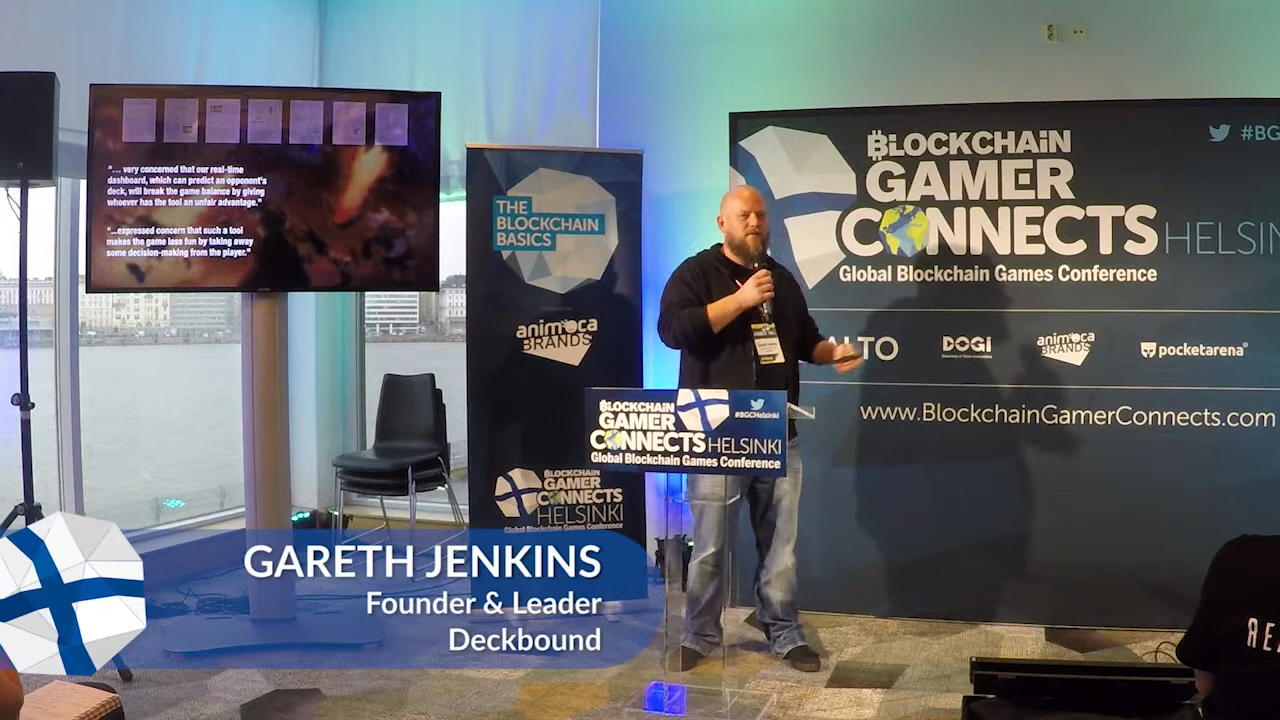 "... very concerned that our real-time
dashboard, which can predict an opponent's
deck, will break the game balance by giving
whoever has the tool an unfair advantage."
"...expressed concern that such a tool
makes the game less fun by taking away
some decision-making from the player."
THE
BLOCKCHAIN
BASICS
animoca
BRANDS
BLOCKCHAIN
GAMER
CONNECTS
HELSINKI
Global Blockchain Games Conference
#BG
BLOCKCHAIN
GAMER
CONNECTS HELSIN
Global Blockchain Games Conference
ALTO
DOGI
animoca
BRANDS
pocketarena
www.BlockchainGamerConnects.com
BLOCKCHAIN
GAMER
CONNECTS HELSINKI
Global Blockchain Games Conference
#BGCHelsinki
GARETH JENKINS
Founder & Leader
Deckbound